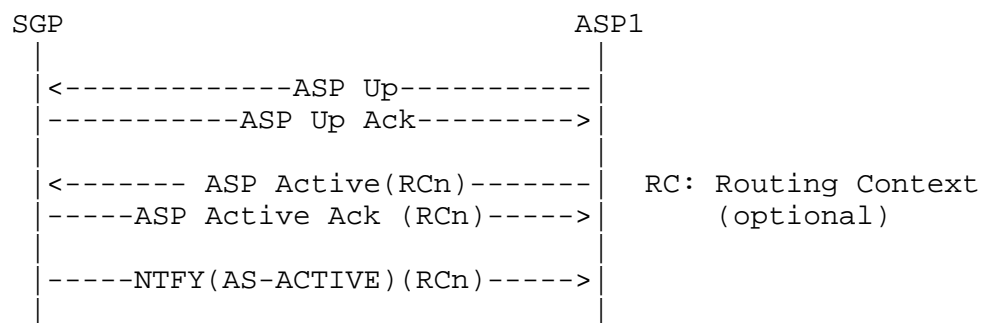 SGP ASP1
<-------------ASP Up-----------
-----------ASP Up Ack--------->
<------- ASP Active(RCn)------- RC: Routing Context
-----ASP Active Ack (RCn)-----> (optional)
-----NTFY(AS-ACTIVE)(RCn)----->